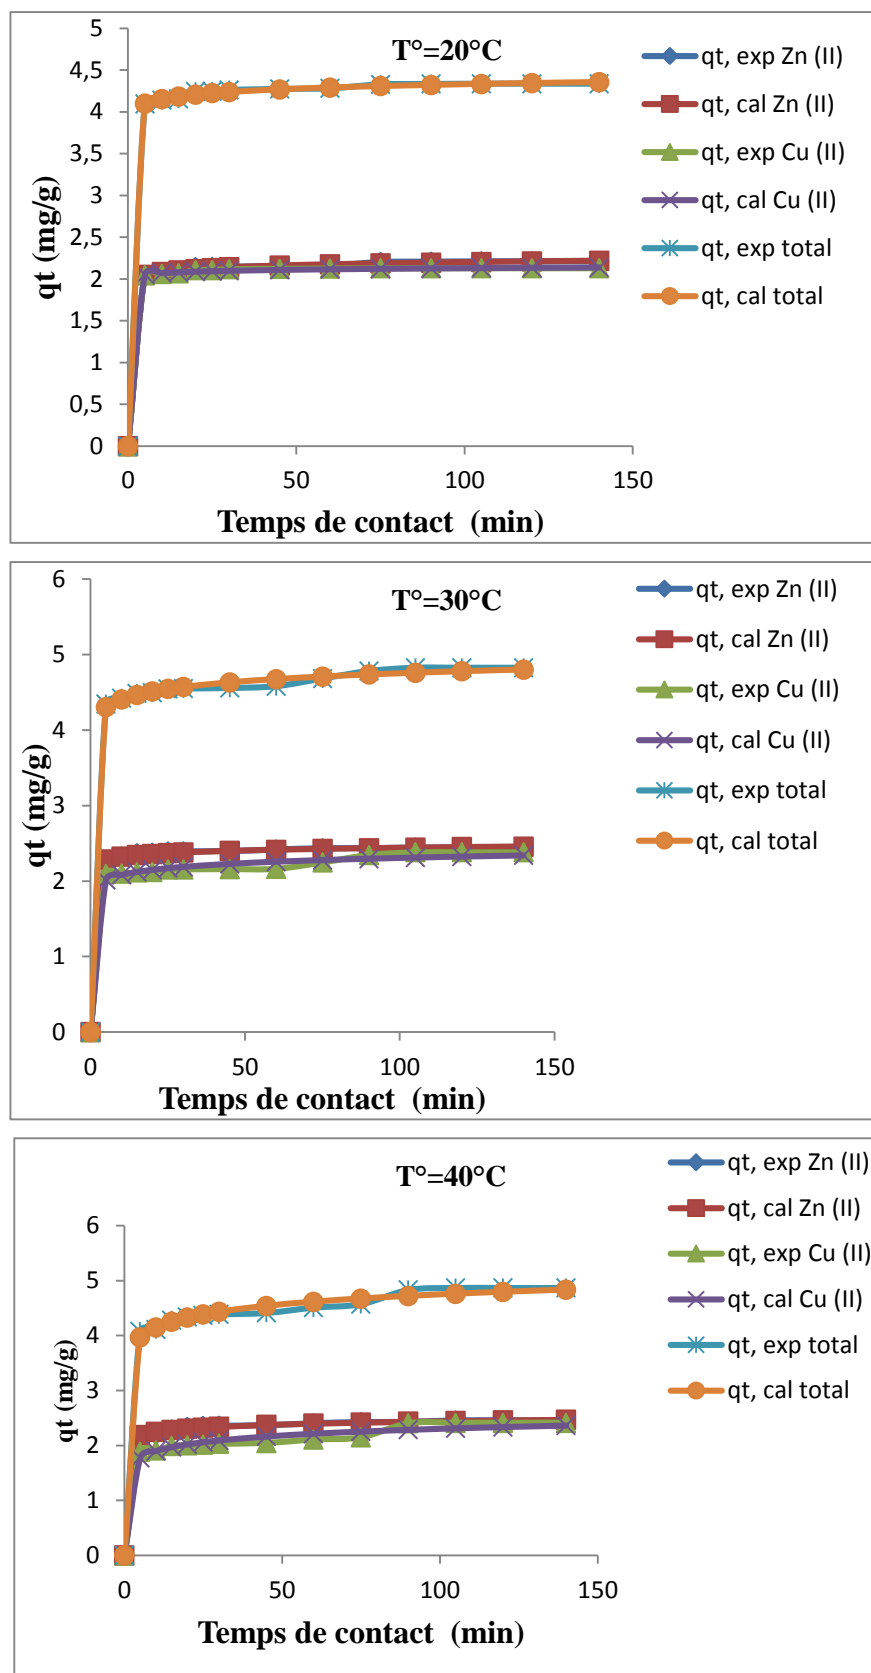 T°=20°C
5
4,5
4
3,5
3
2,5
2
1,5
1
0,5
0
qt (mg/g)
0 50 100 150
Temps de contact (min)
qt, exp Zn (II)
qt, cal Zn (II)
qt, exp Cu (II)
qt, cal Cu (II)
qt, exp total
qt, cal total
T°=30°C
6
5
4
3
2
1
0
qt (mg/g)
0 50 100 150
Temps de contact (min)
qt, exp Zn (II)
qt, cal Zn (II)
qt, exp Cu (II)
qt, cal Cu (II)
qt, exp total
qt, cal total
T°=40°C
6
5
4
3
2
1
0
qt (mg/g)
0 50 100 150
Temps de contact (min)
qt, exp Zn (II)
qt, cal Zn (II)
qt, exp Cu (II)
qt, cal Cu (II)
qt, exp total
qt, cal total